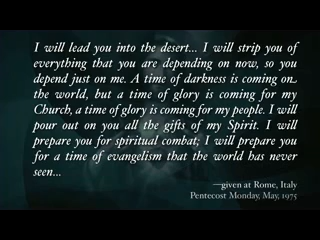 I will lead you into the desert... I will strip you of
everything that you are depending on now, so you
depend just on me. A time of darkness is coming on
the world, but a time of glory is coming for my
Church, a time of glory is coming for my people. I will
pour out on you all the gifts of my Spirit. I will
prepare you for spiritual combat; I will prepare you
for a time of evangelism that the world has never
seen...
—given at Rome, Italy
Pentecost Monday, May, 1975